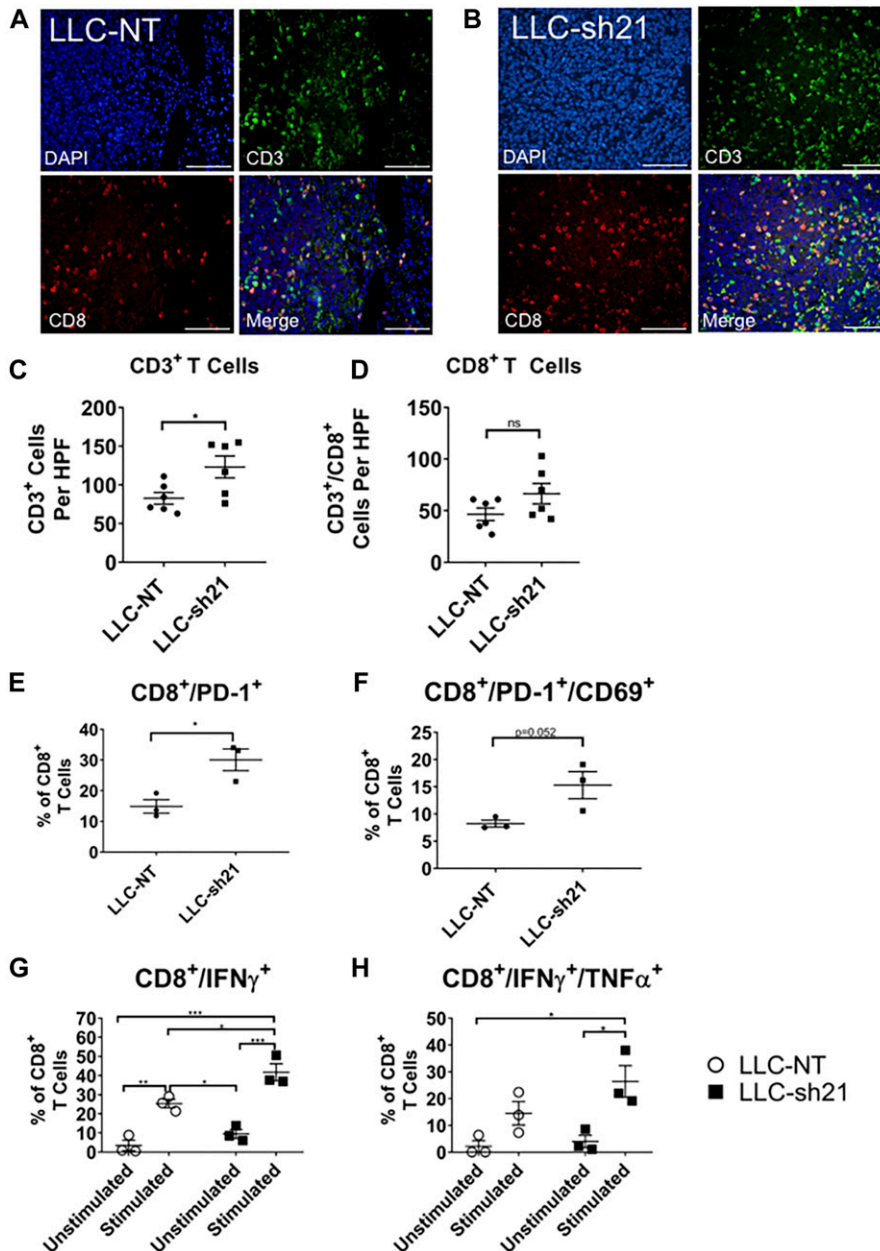 A
LLC-NT
DAPI
CD3
CD8
Merge
B
LLC-sh21
DAPI
CD3
CD8
Merge
C
CD3⁺ T Cells
CD3⁺ Cells
Per HPF
200
150
100
50
0
*
LLC-NT
LLC-sh21
D
CD8⁺ T Cells
CD3⁺/CD8⁺
Cells Per HPF
150
100
50
0
ns
LLC-NT
LLC-sh21
E
CD8⁺/PD-1⁺
% of CD8⁺
T Cells
40
30
20
10
0
*
LLC-NT
LLC-sh21
F
CD8⁺/PD-1⁺/CD69⁺
% of CD8⁺
T Cells
25
20
15
10
5
0
p=0.052
LLC-NT
LLC-sh21
G
CD8⁺/IFNγ⁺
% of CD8⁺
T Cells
70
60
50
40
30
20
10
0
***
*
***
**
*
Unstimulated
Stimulated
Unstimulated
Stimulated
H
CD8⁺/IFNγ⁺/TNFα⁺
% of CD8⁺
T Cells
50
40
30
20
10
0
*
*
Unstimulated
Stimulated
Unstimulated
Stimulated
LLC-NT
LLC-sh21